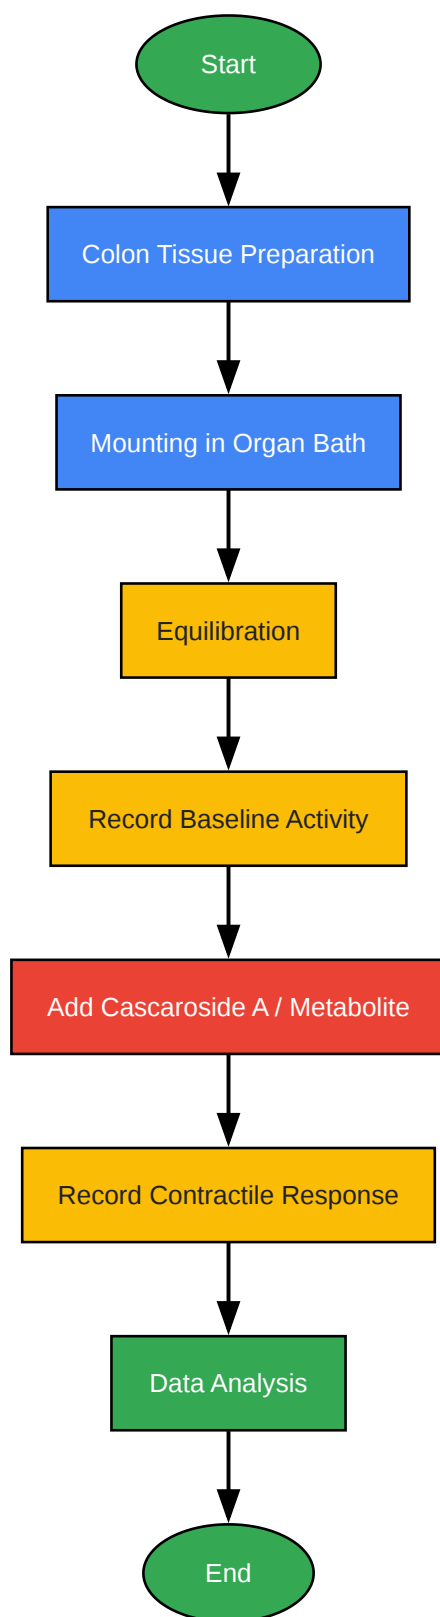 Start
Colon Tissue Preparation
Mounting in Organ Bath
Equilibration
Record Baseline Activity
Add Cascaroside A / Metabolite
Record Contractile Response
Data Analysis
End